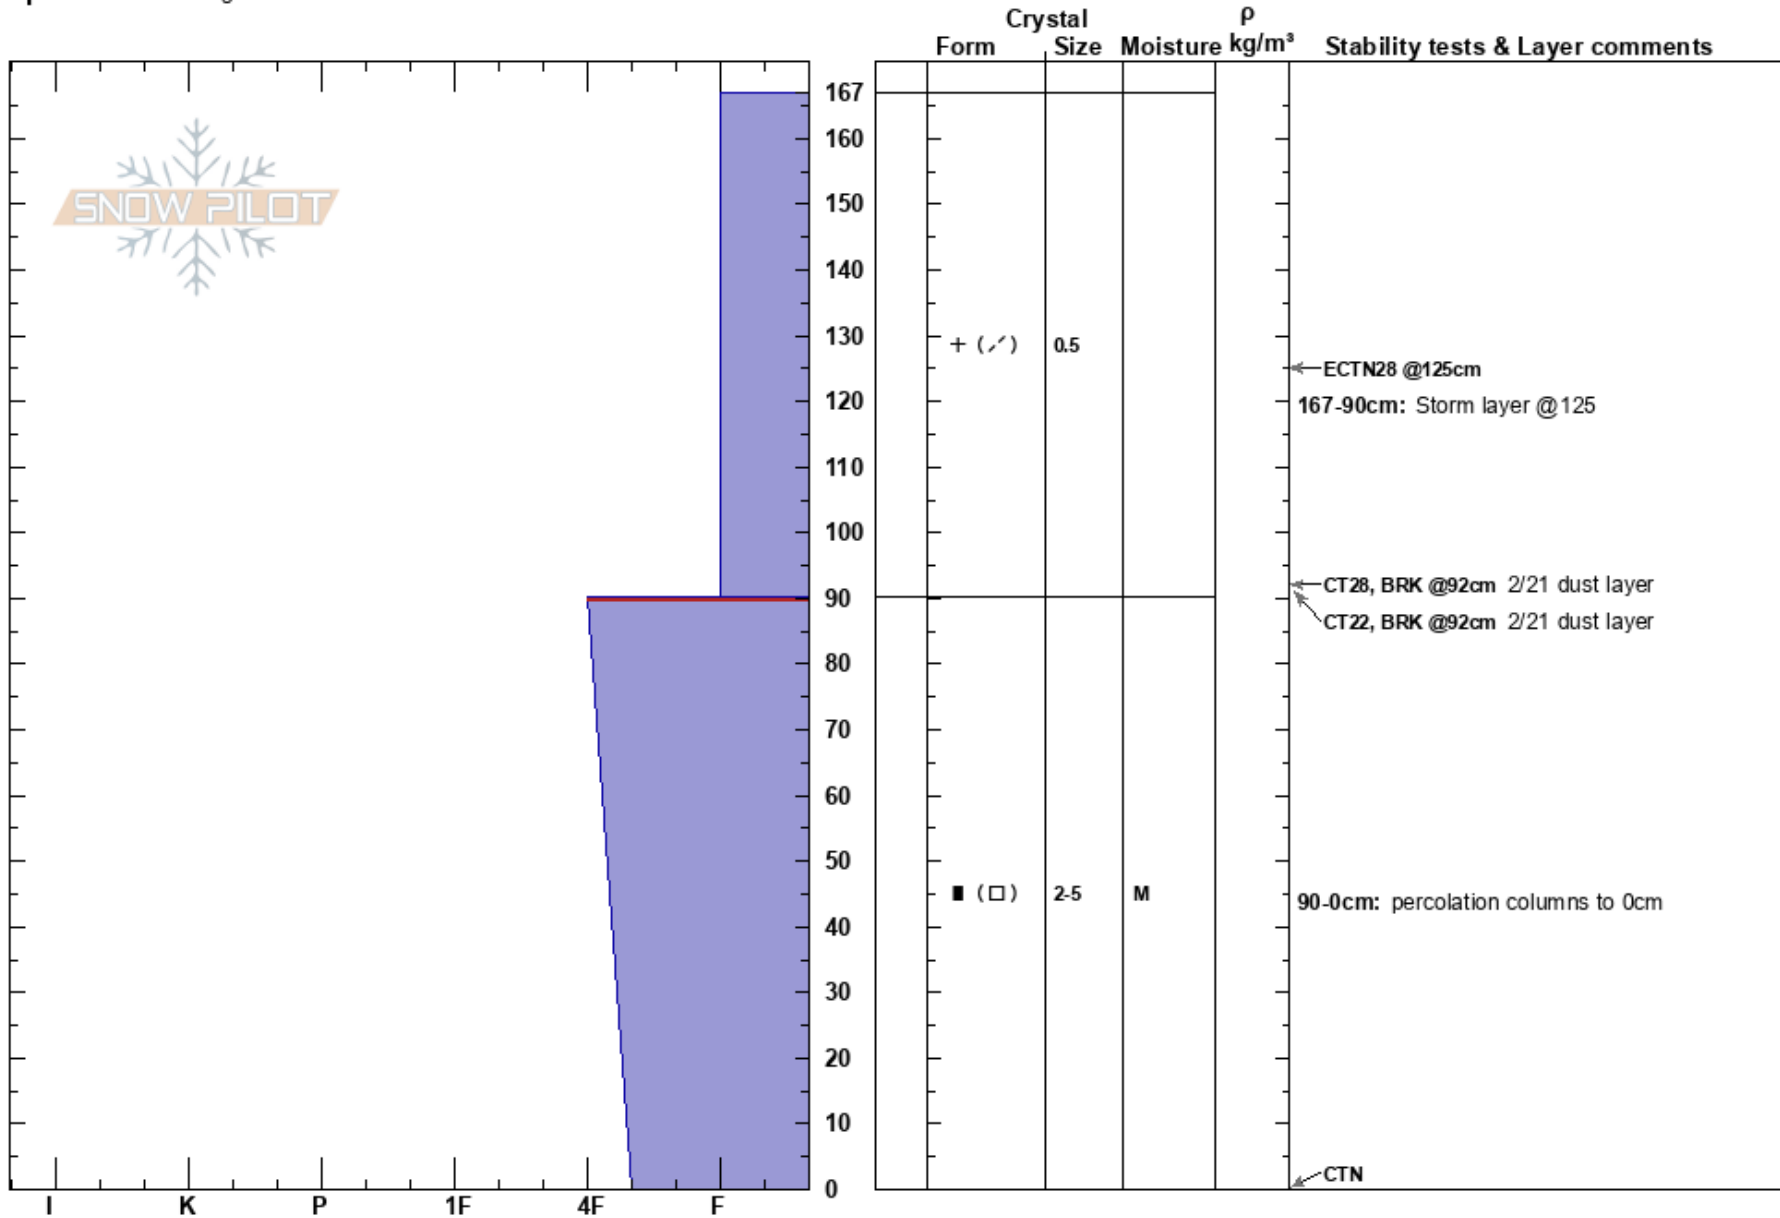 Crystal
ρ
Form Size Moisture kg/m³ Stability tests & Layer comments
167
160
150
140
130
120
110
100
90
80
70
60
50
40
30
20
10
0
SNOW PILOT
+ (⟋) 0.5
ECTN28 @125cm
167-90cm: Storm layer @125
CT28, BRK @92cm 2/21 dust layer
CT22, BRK @92cm 2/21 dust layer
■ (□) 2-5 M
90-0cm: percolation columns to 0cm
CTN
I K P 1F 4F F